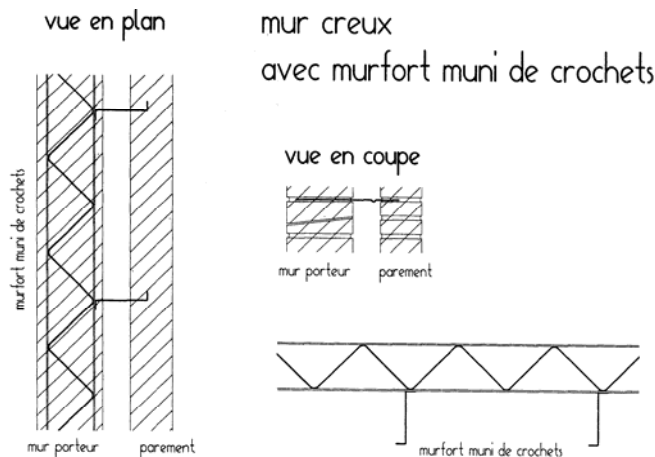 vue en plan
mur creux
avec murfort muni de crochets
vue en coupe
murfort muni de crochets
mur porteur
parement
mur porteur
parement
murfort muni de crochets